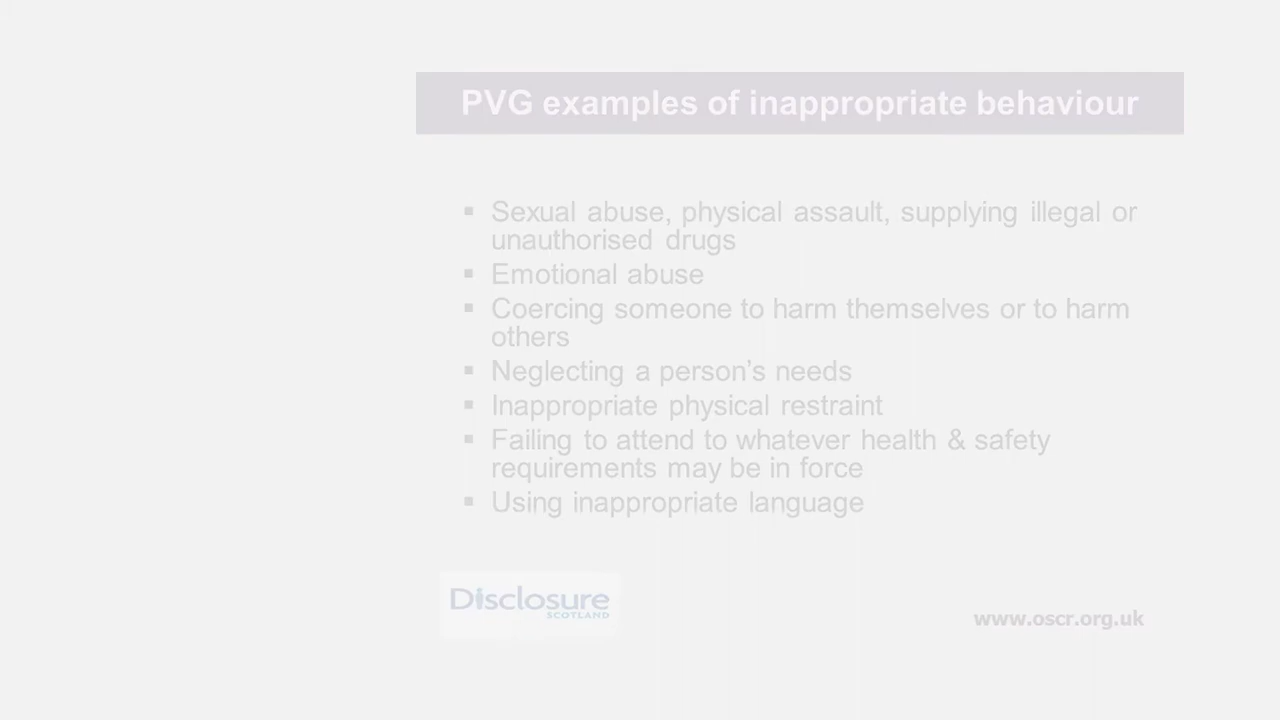 PVG examples of inappropriate behaviour
▪ Sexual abuse, physical assault, supplying illegal or
unauthorised drugs
▪ Emotional abuse
▪ Coercing someone to harm themselves or to harm
others
▪ Neglecting a person’s needs
▪ Inappropriate physical restraint
▪ Failing to attend to whatever health & safety
requirements may be in force
▪ Using inappropriate language
Disclosure
SCOTLAND
www.oscr.org.uk